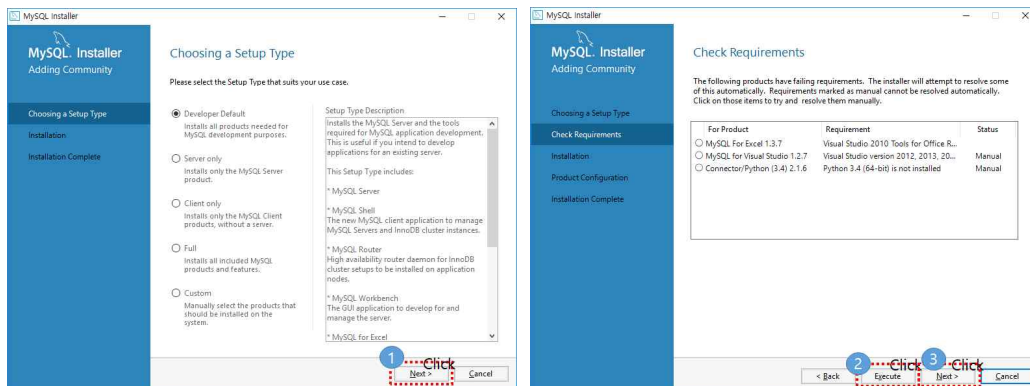 MySQL Installer
MySQL. Installer
Adding Community
Choosing a Setup Type
Installation
Installation Complete
Choosing a Setup Type
Please select the Setup Type that suits your use case.
Developer Default
Installs all products needed for
MySQL development purposes.
Server only
Installs only the MySQL Server
product.
Client only
Installs only the MySQL Client
products, without a server.
Full
Installs all included MySQL
products and features.
Custom
Manually select the products that
should be installed on the
system.
Setup Type Description
Installs the MySQL Server and the tools
required for MySQL application development.
This is useful if you intend to develop
applications for an existing server.
This Setup Type includes:
* MySQL Server
* MySQL Shell
The new MySQL client application to manage
MySQL Servers and InnoDB cluster instances.
* MySQL Router
High availability router daemon for InnoDB
cluster setups to be installed on application
nodes.
* MySQL Workbench
The GUI application to develop for and
manage the server.
* MySQL for Excel
1 Click
Next > Cancel
MySQL Installer
MySQL. Installer
Adding Community
Choosing a Setup Type
Check Requirements
Installation
Product Configuration
Installation Complete
Check Requirements
The following products have failing requirements. The installer will attempt to resolve some
of this automatically. Requirements marked as manual cannot be resolved automatically.
Click on those items to try and resolve them manually.
For Product Requirement Status
MySQL For Excel 1.3.7 Visual Studio 2010 Tools for Office R...
MySQL for Visual Studio 1.2.7 Visual Studio version 2012, 2013, 20... Manual
Connector/Python (3.4) 2.1.6 Python 3.4 (64-bit) is not installed Manual
2 Click 3 Click
< Back Execute Next > Cancel